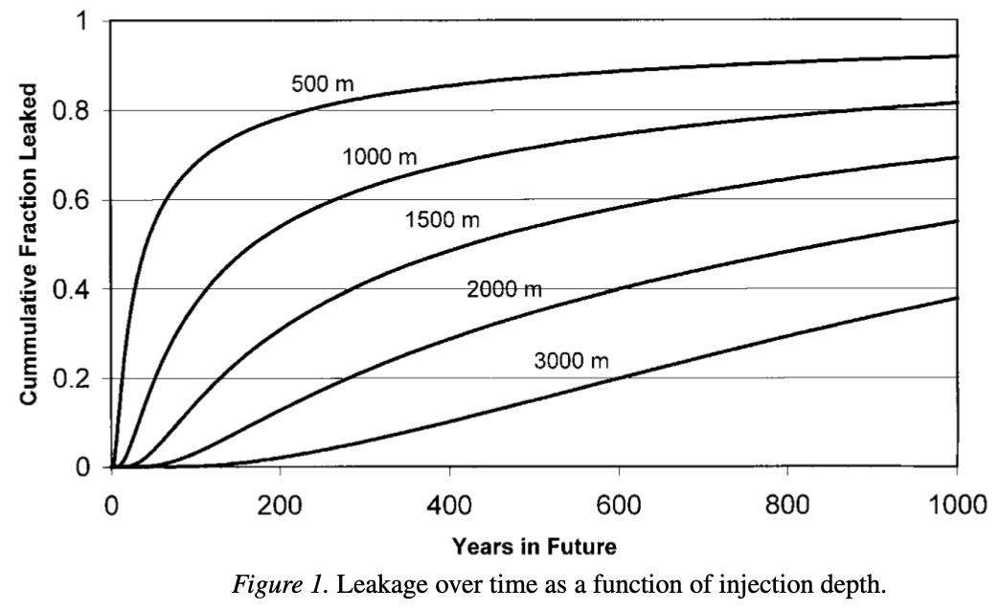 1
0.8
0.6
0.4
0.2
0
Cummulative Fraction Leaked
500 m
1000 m
1500 m
2000 m
3000 m
0 200 400 600 800 1000
Years in Future
Figure 1. Leakage over time as a function of injection depth.